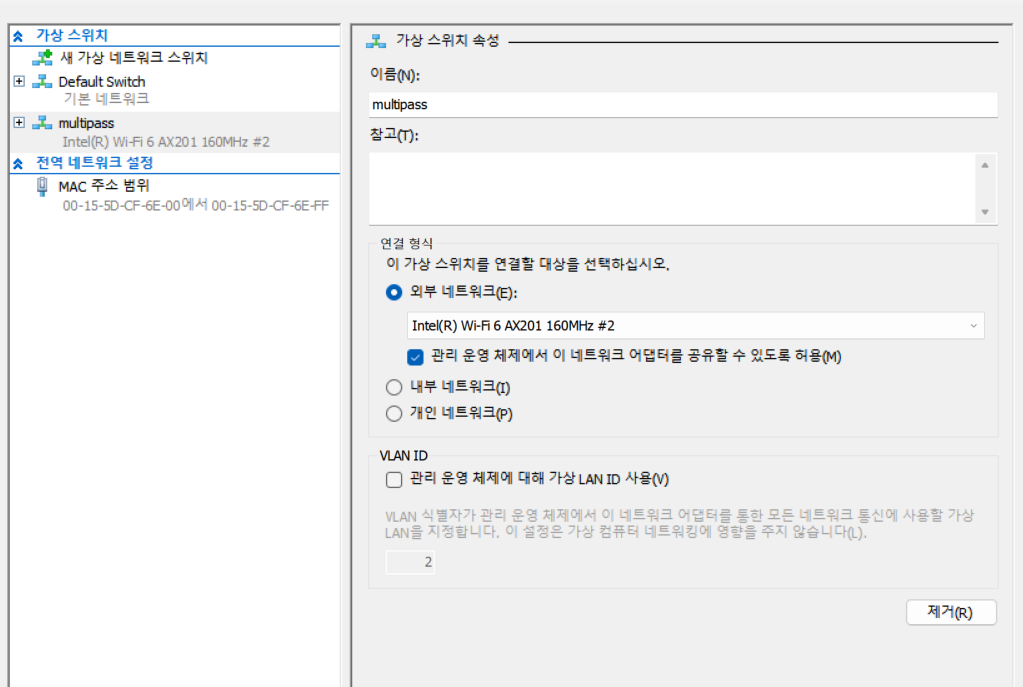 가상 스위치
새 가상 네트워크 스위치
Default Switch
기본 네트워크
multipass
Intel(R) Wi-Fi 6 AX201 160MHz #2
전역 네트워크 설정
MAC 주소 범위
00-15-5D-CF-6E-00에서 00-15-5D-CF-6E-FF
가상 스위치 속성
이름(N):
multipass
참고(T):
연결 형식
이 가상 스위치를 연결할 대상을 선택하십시오.
외부 네트워크(E):
Intel(R) Wi-Fi 6 AX201 160MHz #2
관리 운영 체제에서 이 네트워크 어댑터를 공유할 수 있도록 허용(M)
내부 네트워크(I)
개인 네트워크(P)
VLAN ID
관리 운영 체제에 대해 가상 LAN ID 사용(V)
VLAN 식별자가 관리 운영 체제에서 이 네트워크 어댑터를 통한 모든 네트워크 통신에 사용할 가상
LAN을 지정합니다. 이 설정은 가상 컴퓨터 네트워킹에 영향을 주지 않습니다(L).
2
제거(R)